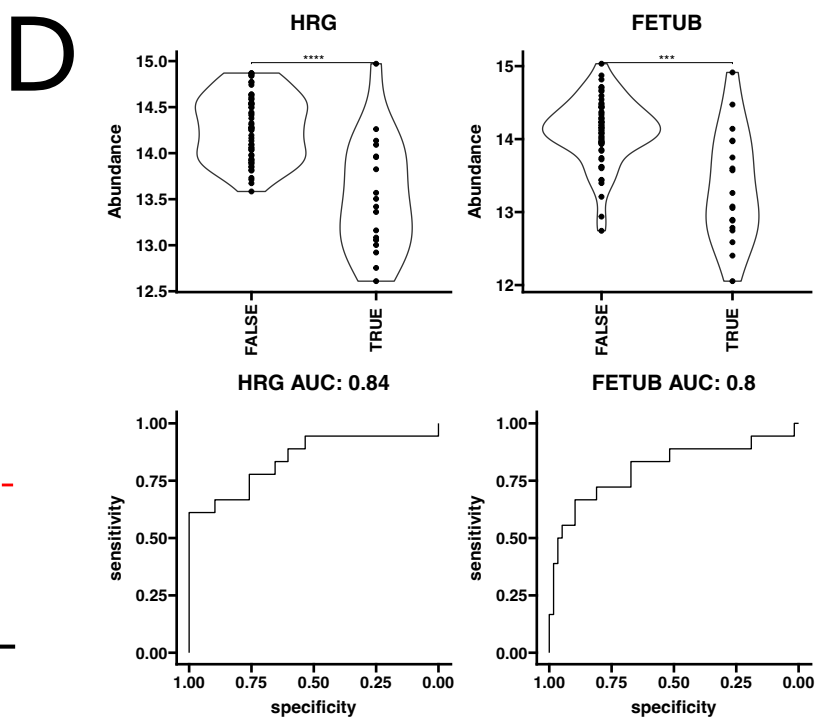 D
HRG
FETUB
****
***
Abundance
15.0
14.5
14.0
13.5
13.0
12.5
FALSE
TRUE
Abundance
15
14
13
12
FALSE
TRUE
HRG AUC: 0.84
FETUB AUC: 0.8
sensitivity
1.00
0.75
0.50
0.25
0.00
1.00 0.75 0.50 0.25 0.00
specificity
sensitivity
1.00
0.75
0.50
0.25
0.00
1.00 0.75 0.50 0.25 0.00
specificity